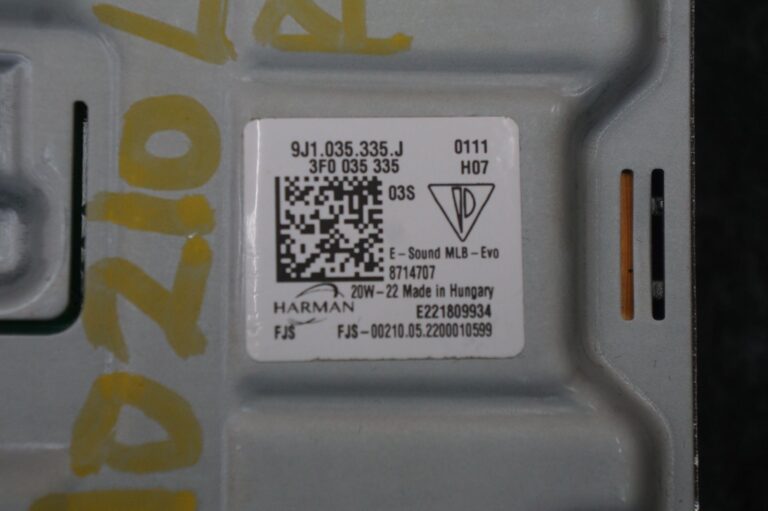 9J1.035.335.J 0111
3F0 035 335 H07
03S
E-Sound MLB-Evo
8714707
20W-22 Made in Hungary
HARMAN E221809934
FJS FJS-00210.05.2200010599